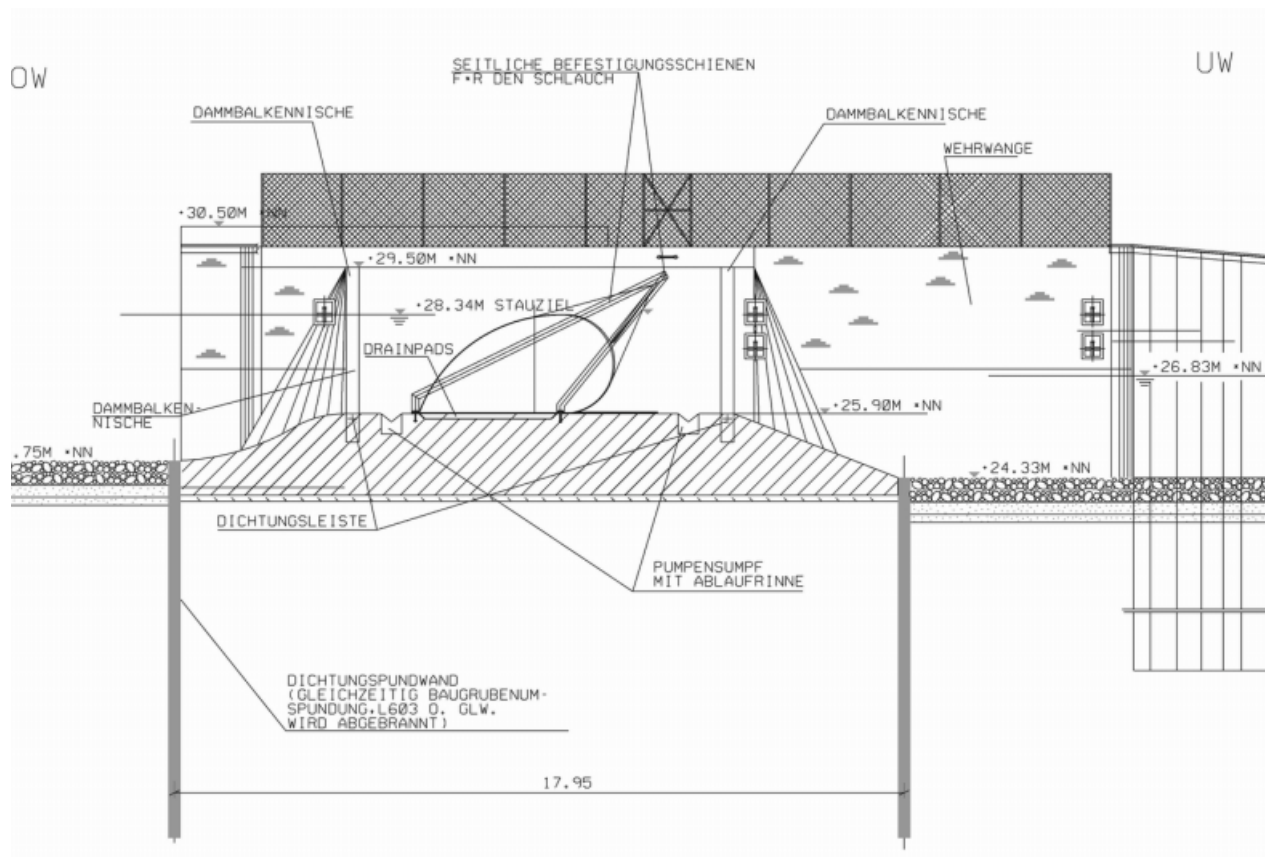 SEITLICHE BEFESTIGUNGSSCHIENEN
F*R DEN SCHLAUCH
OW
UW
DAMMBALKENNISCHE
DAMMBALKENNISCHE
WEHRWANGE
+30.50M *NN
+29.50M *NN
+28.34M STAUZIEL
DRAINPADS
+26.83M *NN
DAMMBALKEN-
NISCHE
+25.90M *NN
.75M *NN
+24.33M *NN
DICHTUNGSLEISTE
PUMPENSUMPF
MIT ABLAUFRINNE
DICHTUNGSPUNDWAND
(GLEICHZEITIG BAUGRUBENUM-
SPUNDUNG.L603 O. GLW.
WIRD ABGEBRANNT)
17.95